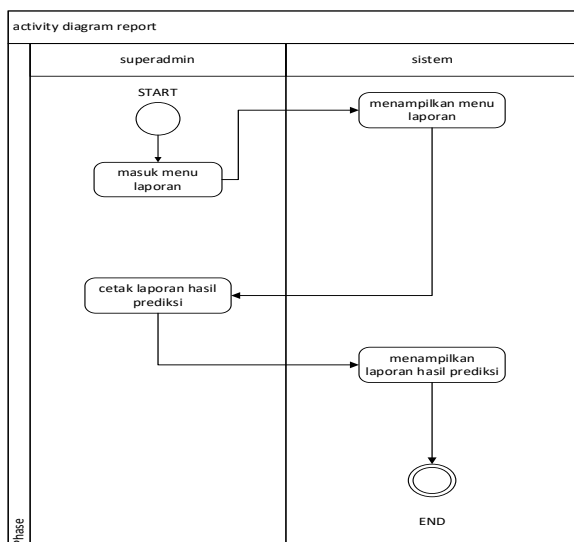 activity diagram report
superadmin
sistem
START
masuk menu
laporan
menampilkan menu
laporan
cetak laporan hasil
prediksi
menampilkan
laporan hasil prediksi
END
Phase